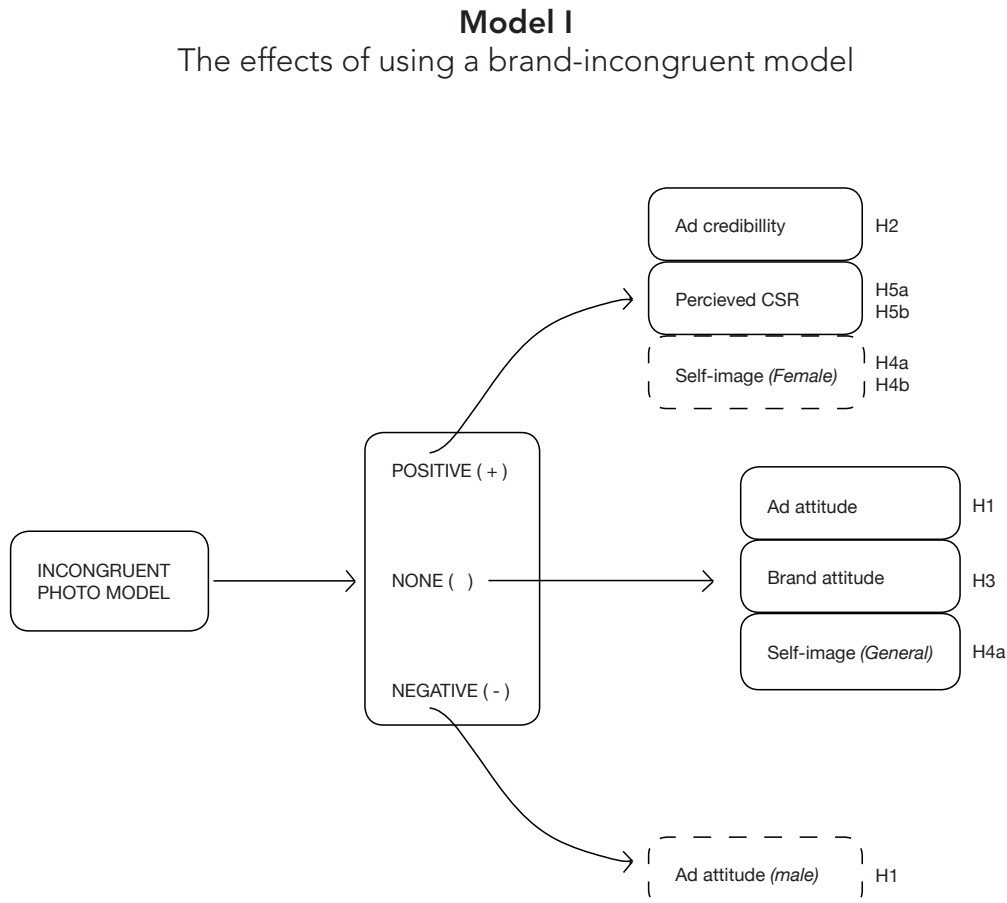 Model I
The effects of using a brand-incongruent model
Ad credibillity
H2
Percieved CSR
H5a
H5b
Self-image (Female)
H4a
H4b
POSITIVE ( + )
Ad attitude
H1
INCONGRUENT
PHOTO MODEL
NONE (  )
Brand attitude
H3
Self-image (General)
H4a
NEGATIVE ( - )
Ad attitude (male)
H1